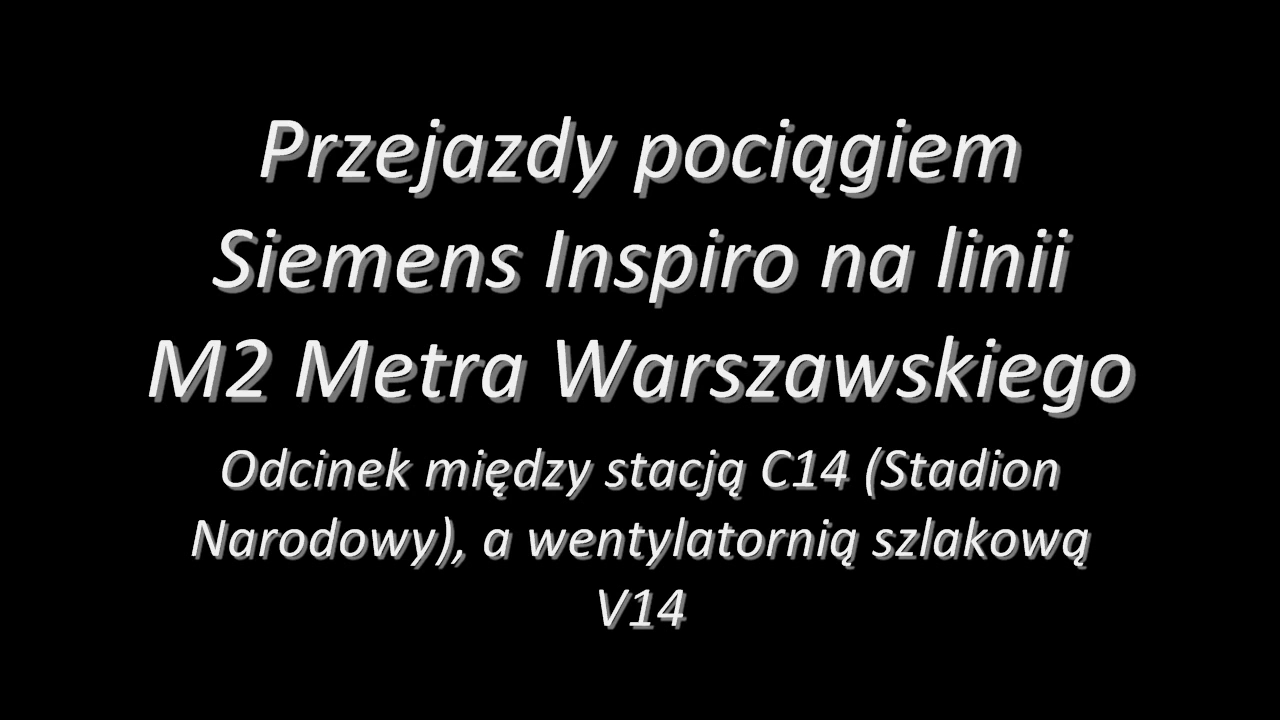 Przejazdy pociągiem
Siemens Inspiro na linii
M2 Metra Warszawskiego
Odcinek między stacją C14 (Stadion
Narodowy), a wentylatornią szlakową
V14